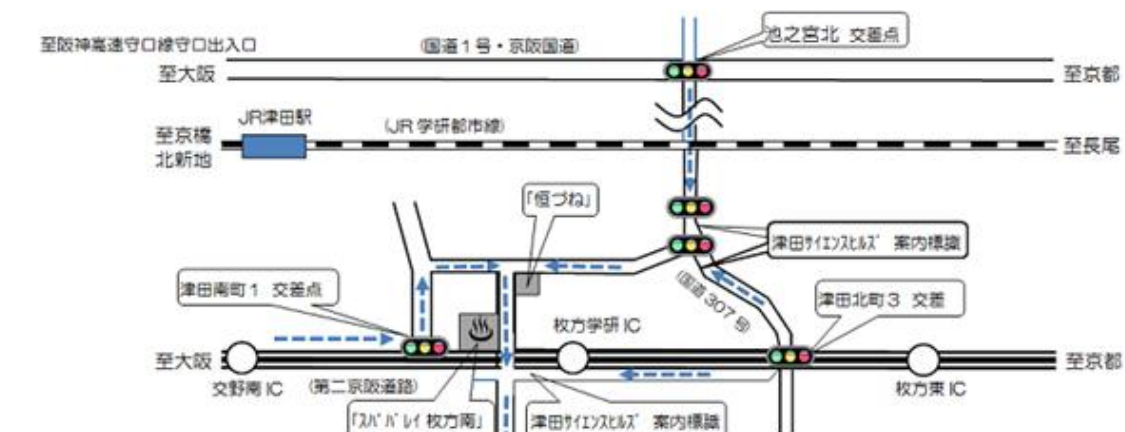 池之宮北 交差点
至阪神高速守口線守口出入口
(国道1号・京阪国道)
至大阪
至京都
JR津田駅
(JR 学研都市線)
至京橋
北新地
至長尾
「恒づね」
津田サイエンスヒルズ 案内標識
津田南町1 交差点
(国道307号)
津田北町3 交差
枚方学研 IC
至大阪
至京都
交野南 IC
(第二京阪道路)
枚方東 IC
「スパバレイ 枚方南」
津田サイエンスヒルズ 案内標識